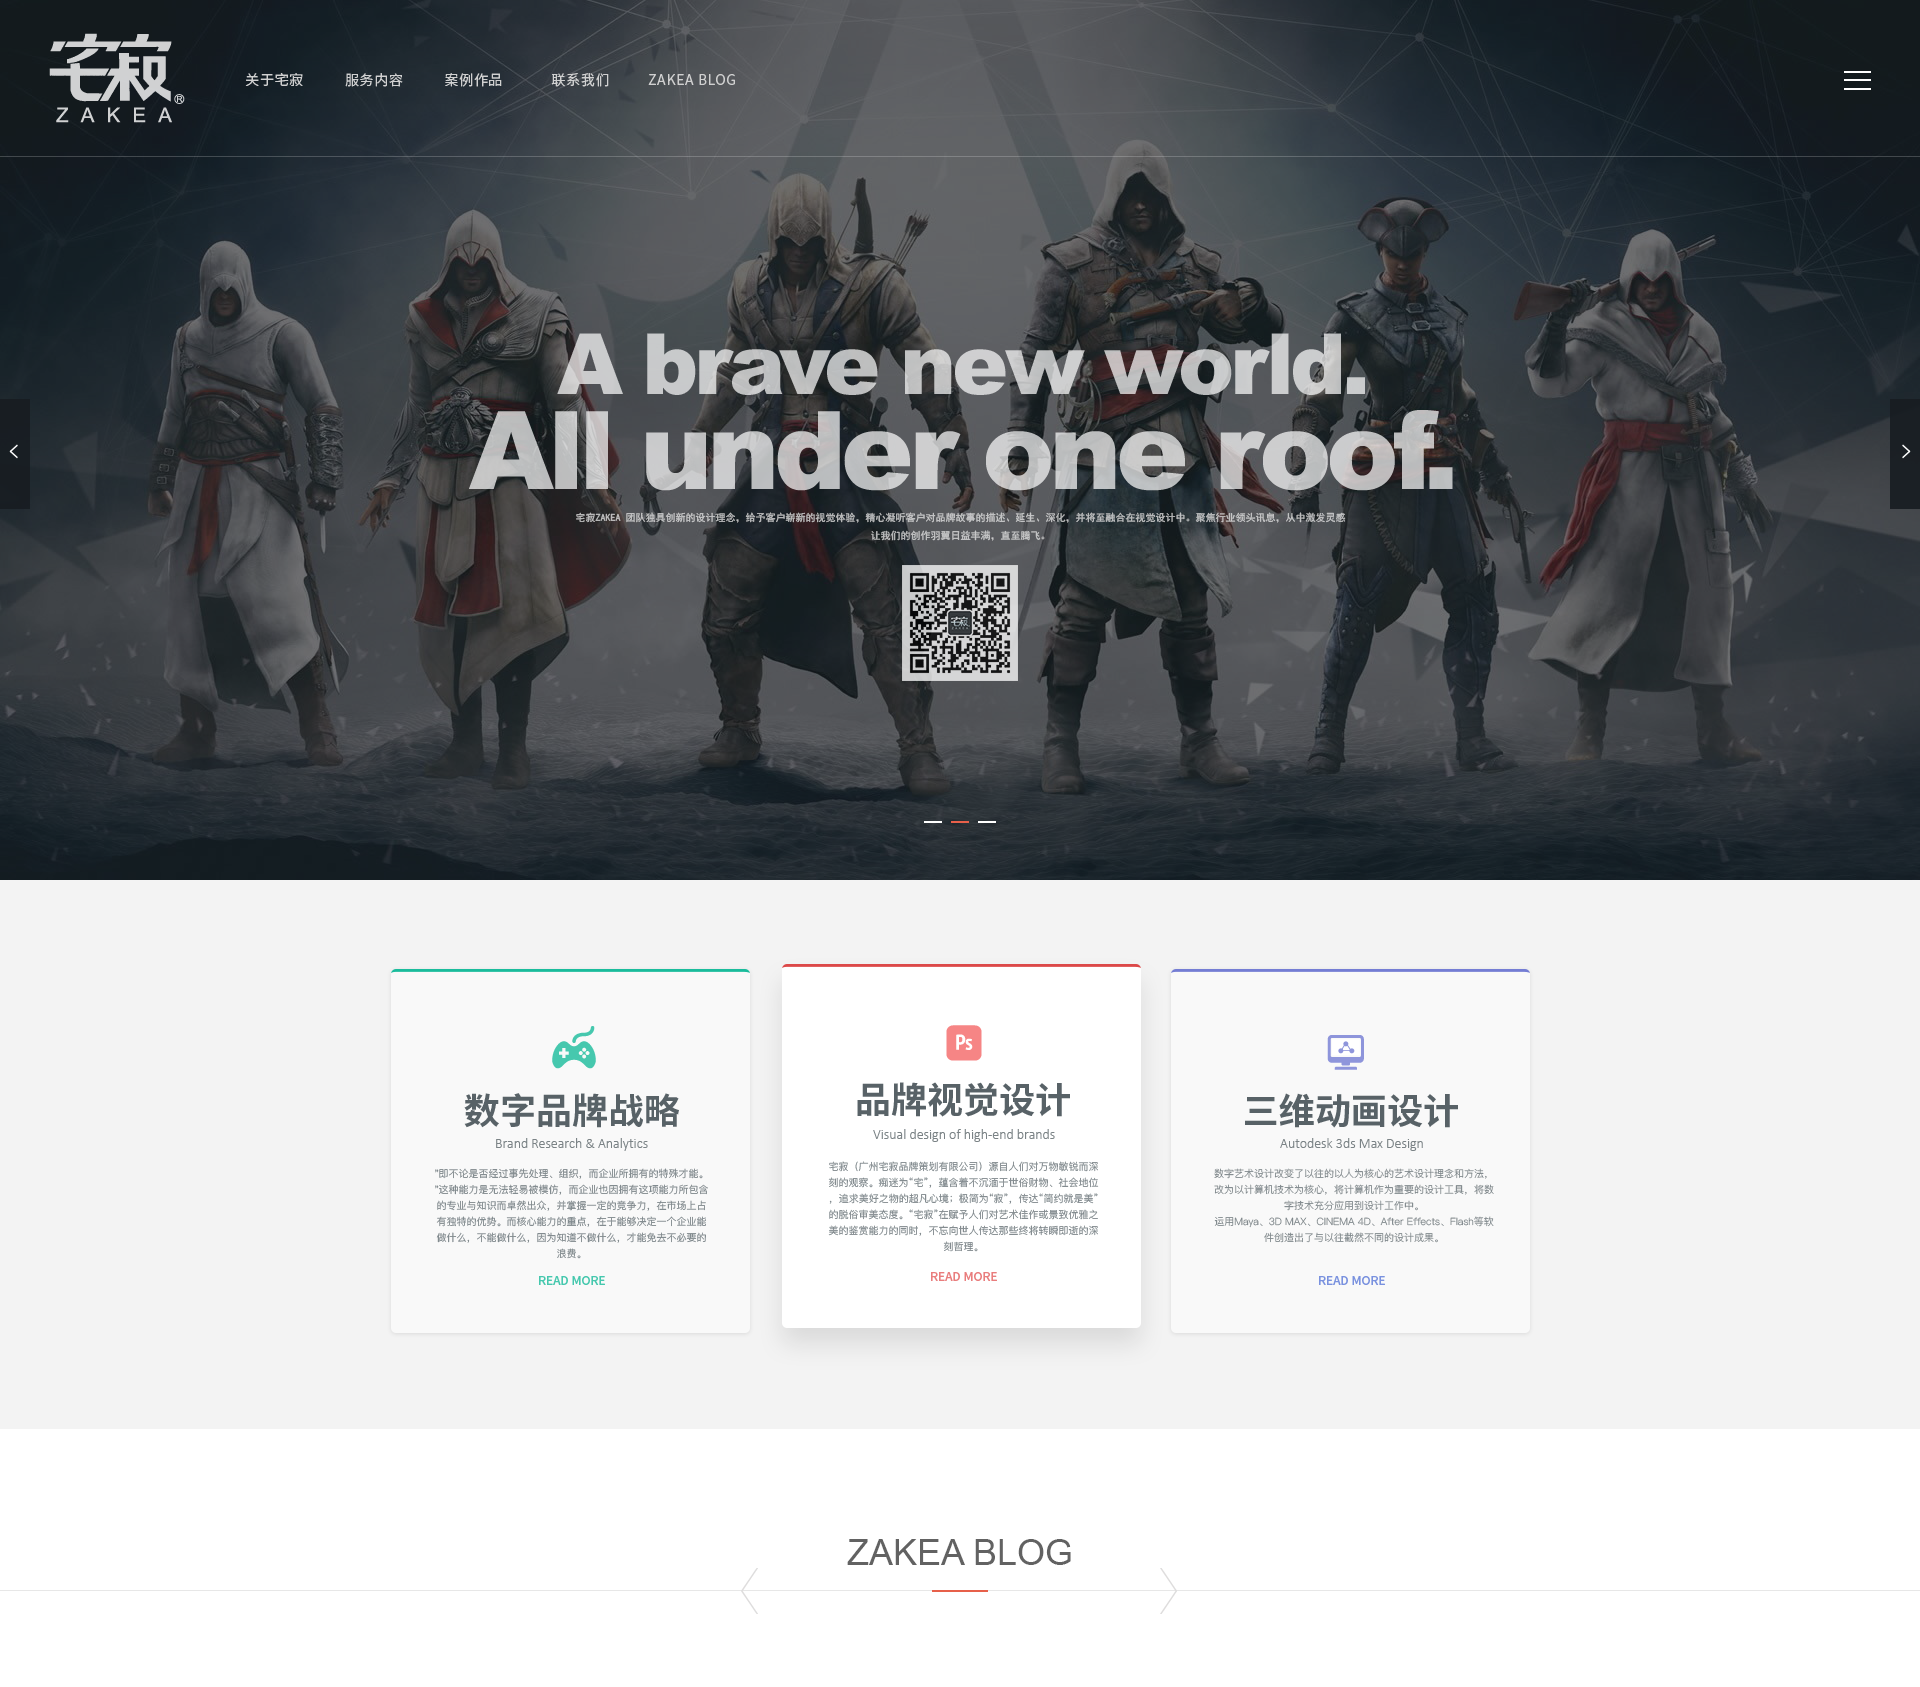 宅寂®
ZAKEA
关于宅寂
服务内容
案例作品
联系我们
ZAKEA BLOG
A brave new world.
All under one roof.
宅寂ZAKEA 团队独具创新的设计理念，给予客户崭新的视觉体验，精心凝听客户对品牌故事的描述、延生、深化，并将至融合在视觉设计中。聚焦行业领头讯息，从中激发灵感
让我们的创作羽翼日益丰满，直至腾飞。
宅寂
数字品牌战略
Brand Research & Analytics
"即不论是否经过事先处理、组织，而企业所拥有的特殊才能。
"这种能力是无法轻易被模仿，而企业也因拥有这项能力所包含
的专业与知识而卓然出众，并掌握一定的竞争力，在市场上占
有独特的优势。而核心能力的重点，在于能够决定一个企业能
做什么，不能做什么，因为知道不做什么，才能免去不必要的
浪费。
READ MORE
Ps
品牌视觉设计
Visual design of high-end brands
宅寂（广州宅寂品牌策划有限公司）源自人们对万物敏锐而深
刻的观察。痴迷为“宅”，蕴含着不沉湎于世俗财物、社会地位
，追求美好之物的超凡心境；极简为“寂”，传达“简约就是美”
的脱俗审美态度。“宅寂”在赋予人们对艺术佳作或景致优雅之
美的鉴赏能力的同时，不忘向世人传达那些终将转瞬即逝的深
刻哲理。
READ MORE
三维动画设计
Autodesk 3ds Max Design
数字艺术设计改变了以往的以人为核心的艺术设计理念和方法，
改为以计算机技术为核心，将计算机作为重要的设计工具，将数
字技术充分应用到设计工作中。
运用Maya、3D MAX、CINEMA 4D、After Effects、Flash等软
件创造出了与以往截然不同的设计成果。
READ MORE
ZAKEA BLOG